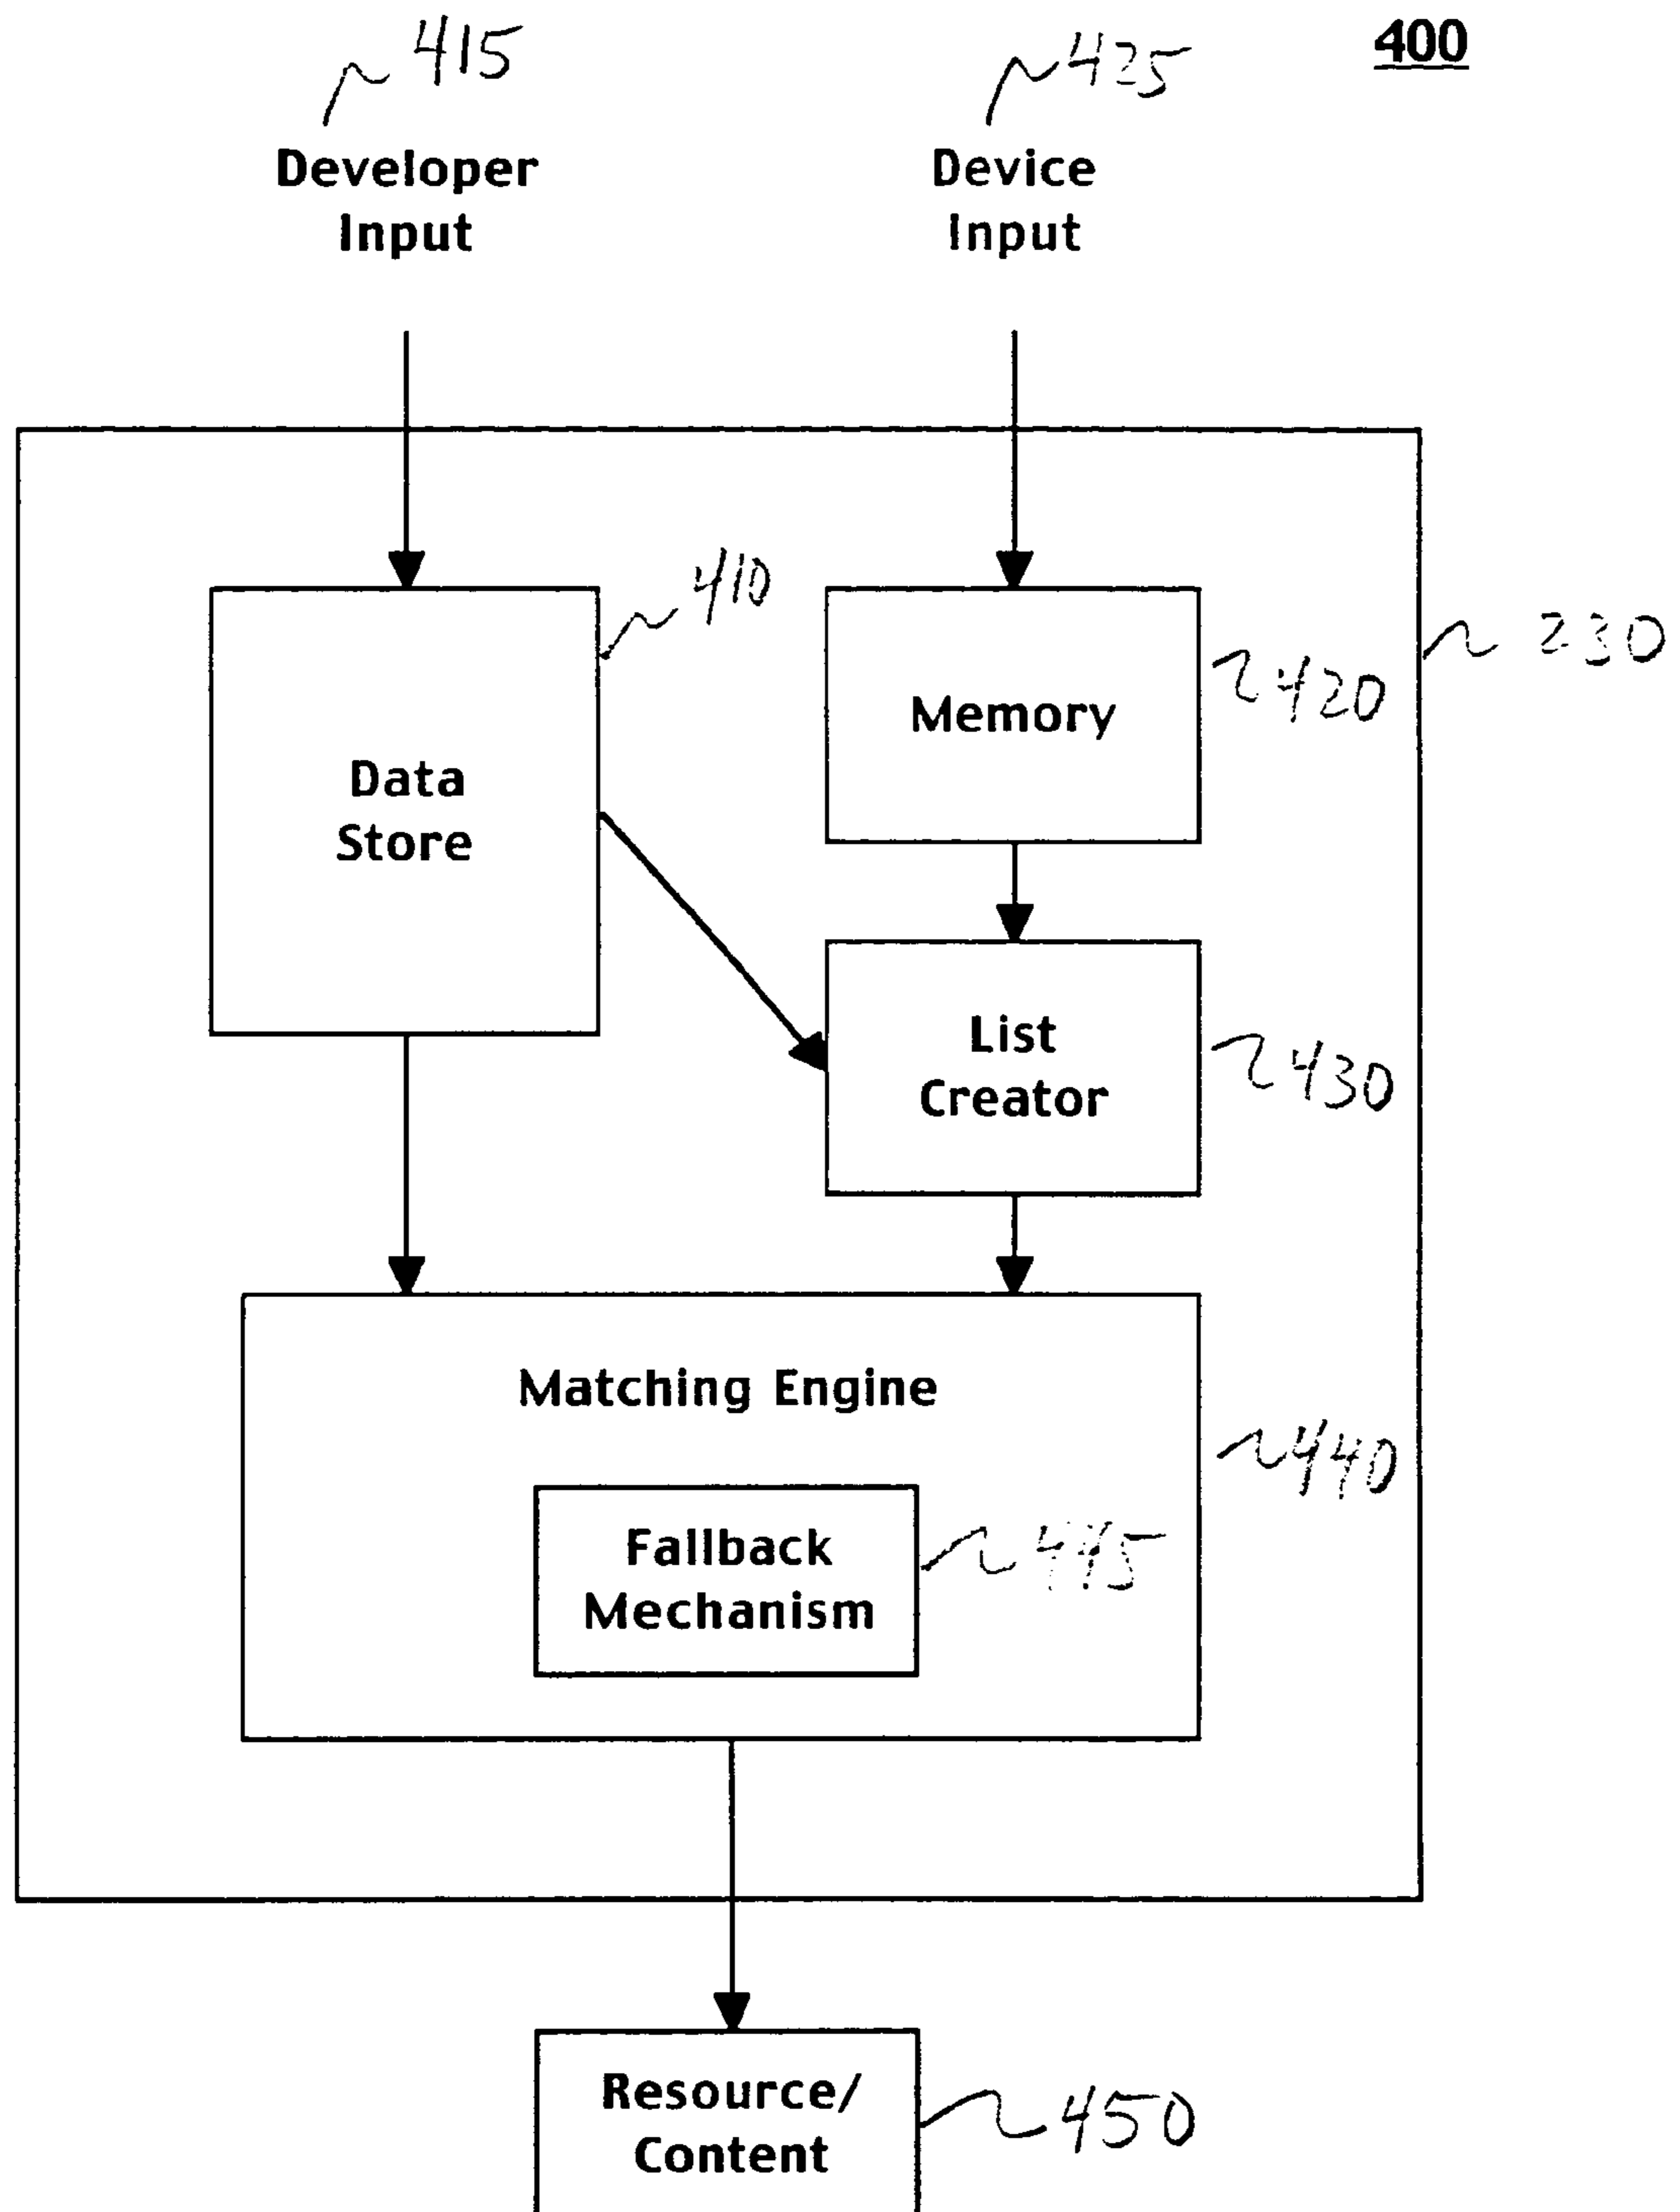 400
415
425
Developer
Input
Device
Input
410
230
420
Memory
Data
Store
List
Creator
430
Matching Engine
440
Fallback
Mechanism
445
Resource/
Content
450